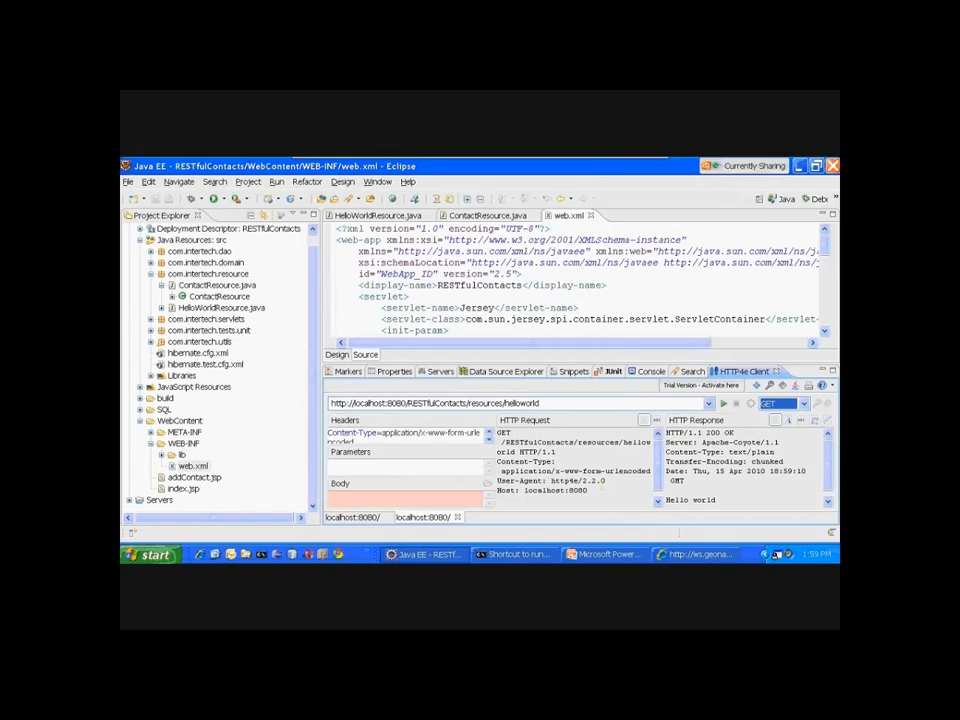 Java EE - RESTfulContacts/WebContent/WEB-INF/web.xml - Eclipse
Currently Sharing
File Edit Navigate Search Project Run Refactor Design Window Help
Java Debi
Project Explorer
HelloWorldResource.java ContactResource.java web.xml
Deployment Descriptor: RESTfulContacts
Java Resources: src
com.intertech.dao
com.intertech.domain
com.intertech.resource
ContactResource.java
ContactResource
HelloWorldResource.java
com.intertech.servlets
com.intertech.tests.unit
com.intertech.utils
hibernate.cfg.xml
hibernate.test.cfg.xml
Libraries
JavaScript Resources
build
SQL
WebContent
META-INF
WEB-INF
lib
web.xml
addContact.jsp
index.jsp
Servers
<?xml version="1.0" encoding="UTF-8"?>
<web-app xmlns:xsi="http://www.w3.org/2001/XMLSchema-instance"
xmlns="http://java.sun.com/xml/ns/javaee" xmlns:web="http://java.sun.com/xml/ns/j
xsi:schemaLocation="http://java.sun.com/xml/ns/javaee http://java.sun.com/xml/ns/j
id="WebApp_ID" version="2.5">
<display-name>RESTfulContacts</display-name>
<servlet>
<servlet-name>Jersey</servlet-name>
<servlet-class>com.sun.jersey.spi.container.servlet.ServletContainer</servlet-
<init-param>
Design Source
Markers Properties Servers Data Source Explorer Snippets JUnit Console Search HTTP4e Client
Trial Version - Activate here
http://localhost:8080/RESTfulContacts/resources/helloworld
GET
Headers
Content-Type=application/x-www-form-urle
ncoded
Parameters
Body
HTTP Request
GET
/RESTfulContacts/resources/hellow
orld HTTP/1.1
Content-Type:
application/x-www-form-urlencoded
User-Agent: http4e/2.2.0
Host: localhost:8080
HTTP Response
HTTP/1.1 200 OK
Server: Apache-Coyote/1.1
Content-Type: text/plain
Transfer-Encoding: chunked
Date: Thu, 15 Apr 2010 18:59:10
GMT
Hello world
localhost:8080/ localhost:8080/
start
Java EE - RESTf...
Shortcut to run...
Microsoft Power...
http://ws.geona...
1:59 PM